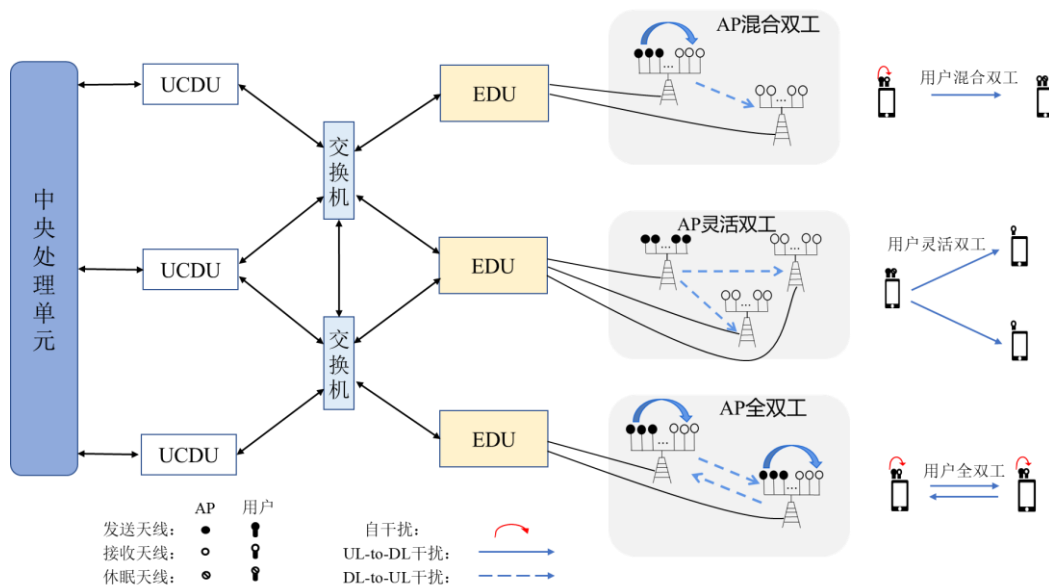 中央处理单元
UCDU
UCDU
UCDU
交换机
交换机
EDU
EDU
EDU
AP混合双工
...
...
用户混合双工
AP灵活双工
...
...
...
用户灵活双工
AP全双工
...
...
用户全双工
AP 用户
发送天线：
接收天线：
休眠天线：
自干扰：
UL-to-DL干扰：
DL-to-UL干扰：